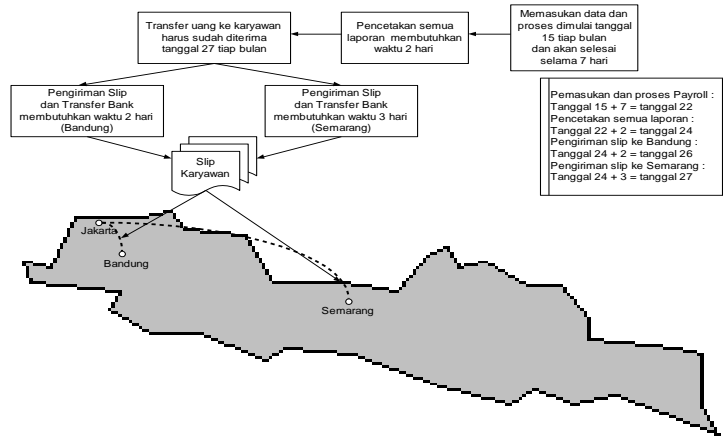 Transfer uang ke karyawan
harus sudah diterima
tanggal 27 tiap bulan
Pencetakan semua
laporan membutuhkan
waktu 2 hari
Memasukan data dan
proses dimulai tanggal
15 tiap bulan
dan akan selesai
selama 7 hari
Pengiriman Slip
dan Transfer Bank
membutuhkan waktu 2 hari
(Bandung)
Pengiriman Slip
dan Transfer Bank
membutuhkan waktu 3 hari
(Semarang)
Pemasukan dan proses Payroll :
Tanggal 15 + 7 = tanggal 22
Pencetakan semua laporan :
Tanggal 22 + 2 = tanggal 24
Pengiriman slip ke Bandung :
Tanggal 24 + 2 = tanggal 26
Pengiriman slip ke Semarang :
Tanggal 24 + 3 = tanggal 27
Slip
Karyawan
Jakarta
Bandung
Semarang